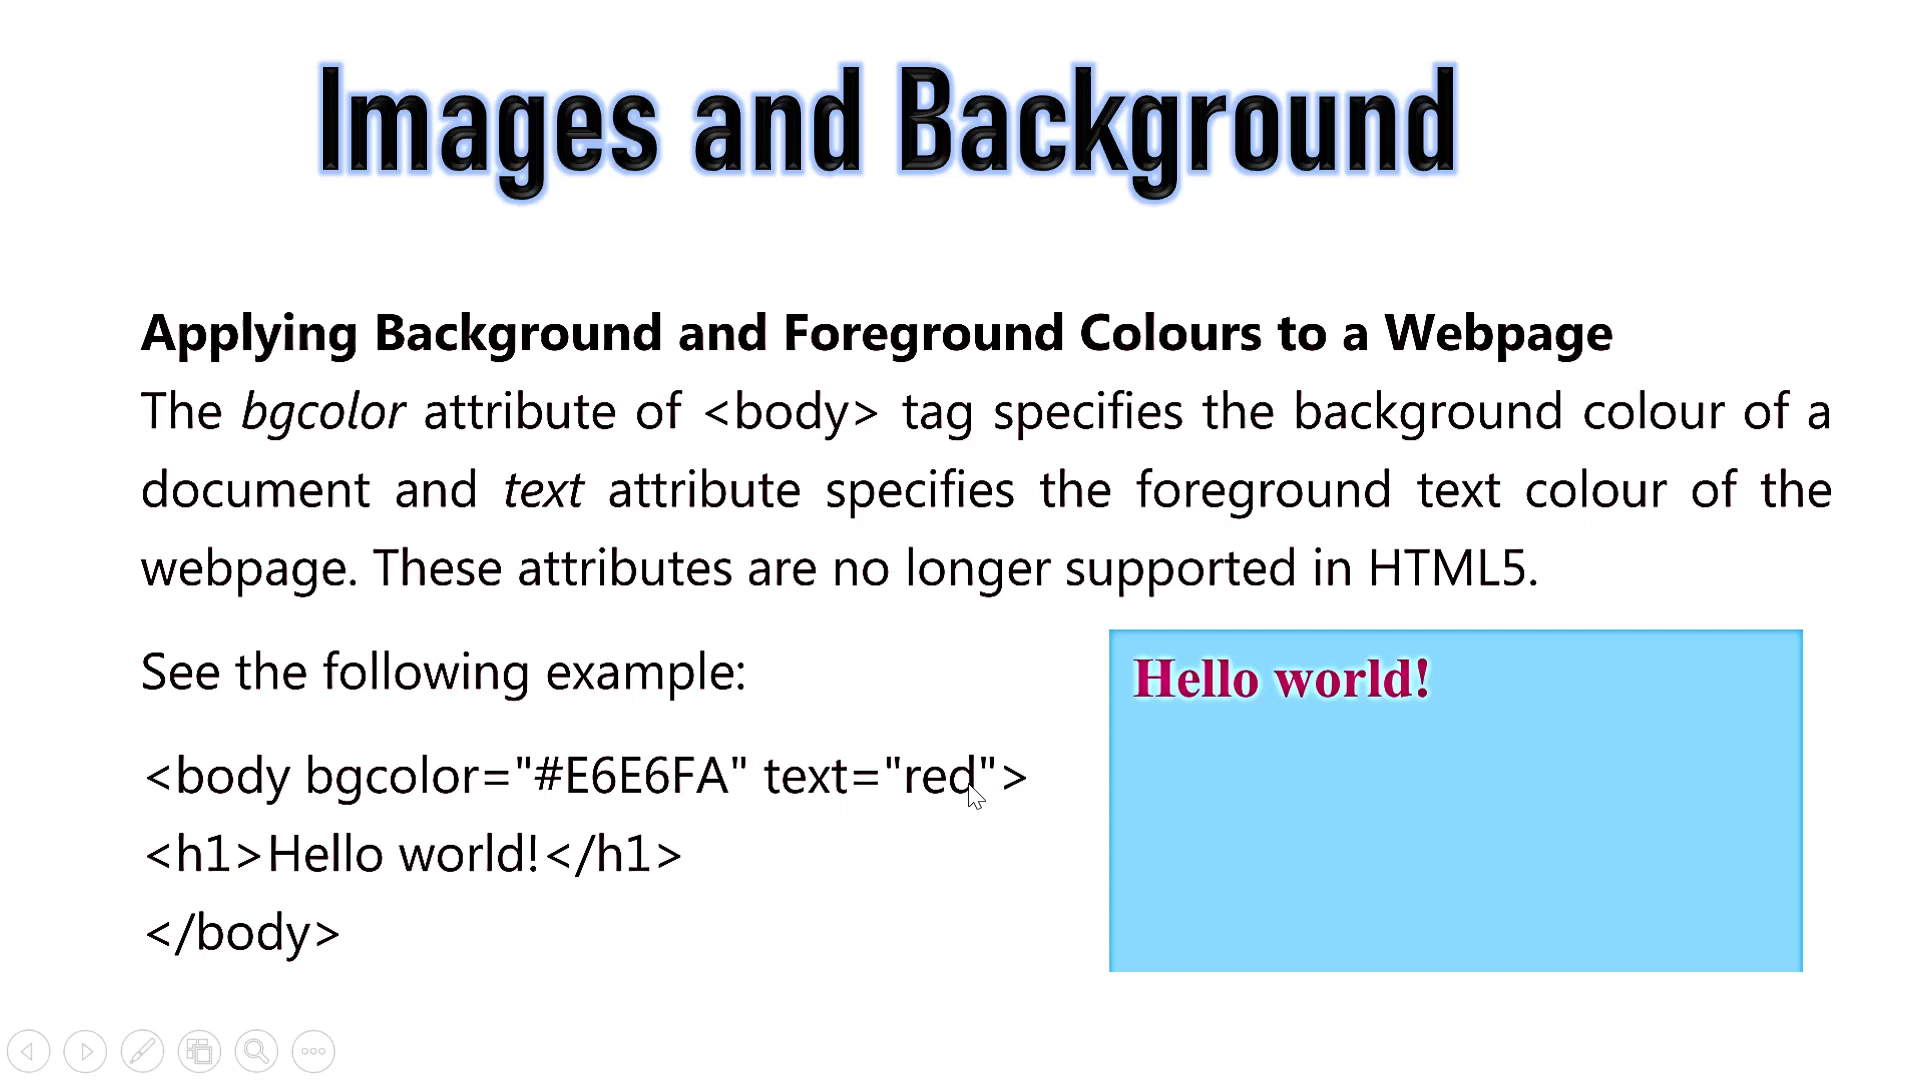 Images and Background
Applying Background and Foreground Colours to a Webpage
The bgcolor attribute of <body> tag specifies the background colour of a
document and text attribute specifies the foreground text colour of the
webpage. These attributes are no longer supported in HTML5.
See the following example:
<body bgcolor="#E6E6FA" text="red">
<h1>Hello world!</h1>
</body>
Hello world!